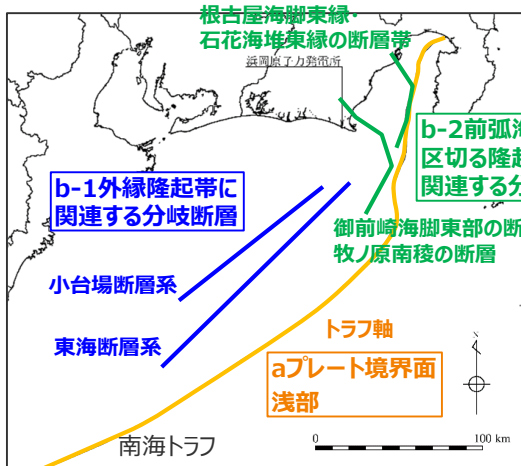 根古屋海脚東縁・
石花海堆東縁の断層帯
浜岡原子力発電所
b-2前弧海
区切る隆起
関連する分
b-1外縁隆起帯に
関連する分岐断層
御前崎海脚東部の断
牧ノ原南稜の断層
小台場断層系
東海断層系
トラフ軸
aプレート境界面
浅部
N
南海トラフ
0 100 km